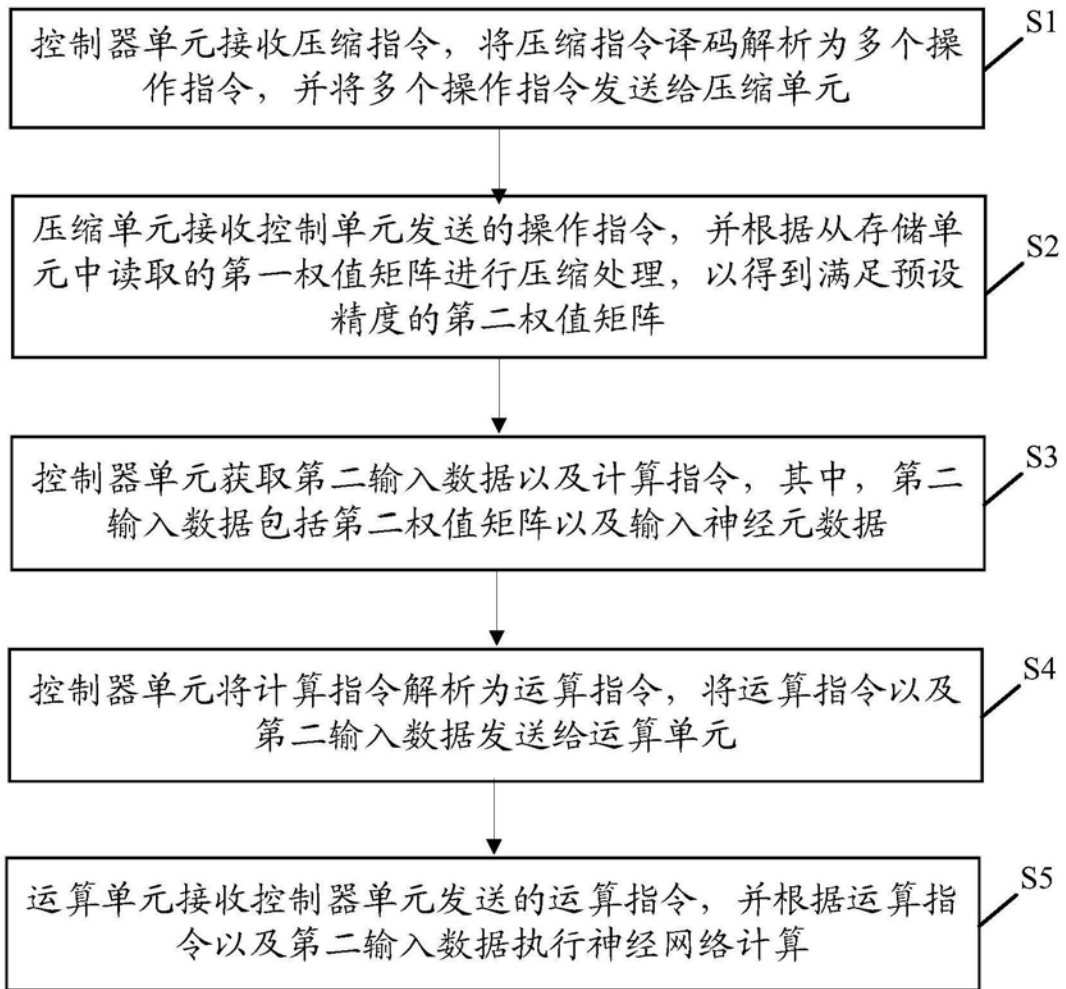 控制器单元接收压缩指令，将压缩指令译码解析为多个操
作指令，并将多个操作指令发送给压缩单元
S1
压缩单元接收控制单元发送的操作指令，并根据从存储单
元中读取的第一权值矩阵进行压缩处理，以得到满足预设
精度的第二权值矩阵
S2
控制器单元获取第二输入数据以及计算指令，其中，第二
输入数据包括第二权值矩阵以及输入神经元数据
S3
控制器单元将计算指令解析为运算指令，将运算指令以及
第二输入数据发送给运算单元
S4
运算单元接收控制器单元发送的运算指令，并根据运算指
令以及第二输入数据执行神经网络计算
S5